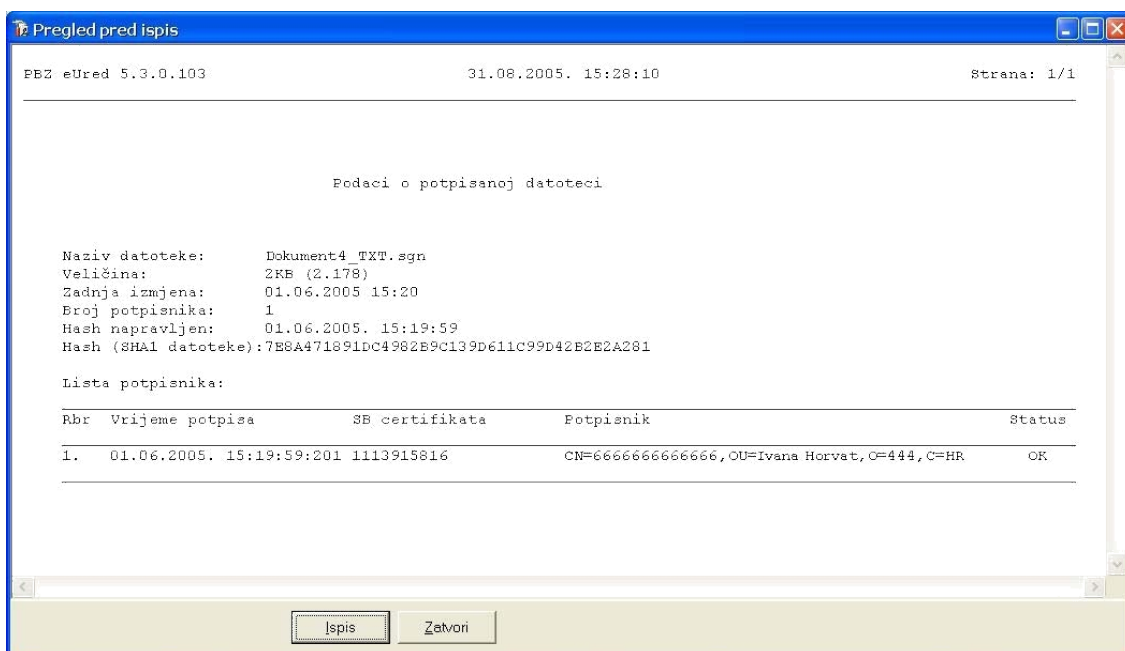 Pregled pred ispis
PBZ eUred 5.3.0.103 31.08.2005. 15:28:10 Strana: 1/1
Podaci o potpisanoj datoteci
Naziv datoteke: Dokument4_TXT.sgn
Veličina: 2KB (2.178)
Zadnja izmjena: 01.06.2005 15:20
Broj potpisnika: 1
Hash napravljen: 01.06.2005. 15:19:59
Hash (SHA1 datoteke):7E8A471891DC4982B9C139D611C99D42B2E2A281
Lista potpisnika:
Rbr Vrijeme potpisa SB certifikata Potpisnik Status
1. 01.06.2005. 15:19:59:201 1113915816 CN=6666666666666,OU=Ivana Horvat,O=444,C=HR OK
Ispis Zatvori